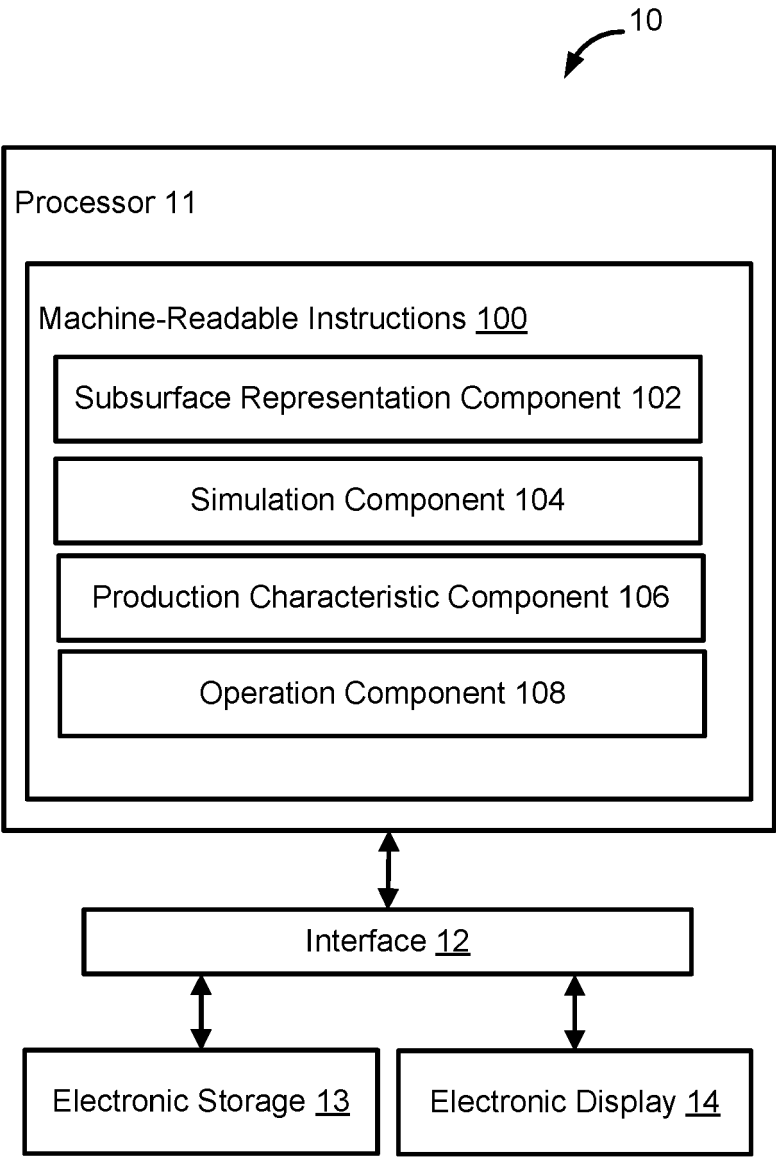 10
Processor 11
Machine-Readable Instructions 100
Subsurface Representation Component 102
Simulation Component 104
Production Characteristic Component 106
Operation Component 108
Interface 12
Electronic Storage 13
Electronic Display 14